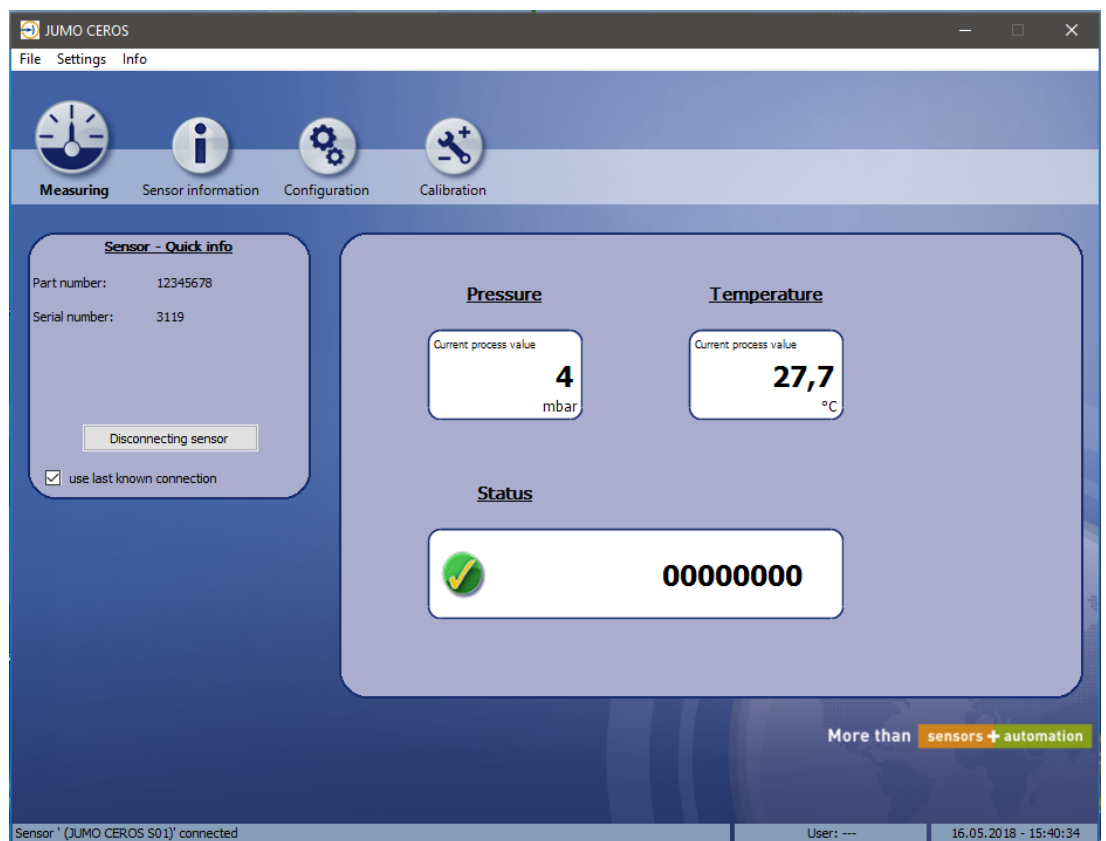 JUMO CEROS
File Settings Info
Measuring Sensor information Configuration Calibration
Sensor - Quick info
Part number: 12345678
Serial number: 3119
Disconnecting sensor
use last known connection
Pressure Temperature
Current process value Current process value
4 27,7
mbar °C
Status
00000000
More than sensors + automation
Sensor ' (JUMO CEROS S01)' connected User: --- 16.05.2018 - 15:40:34